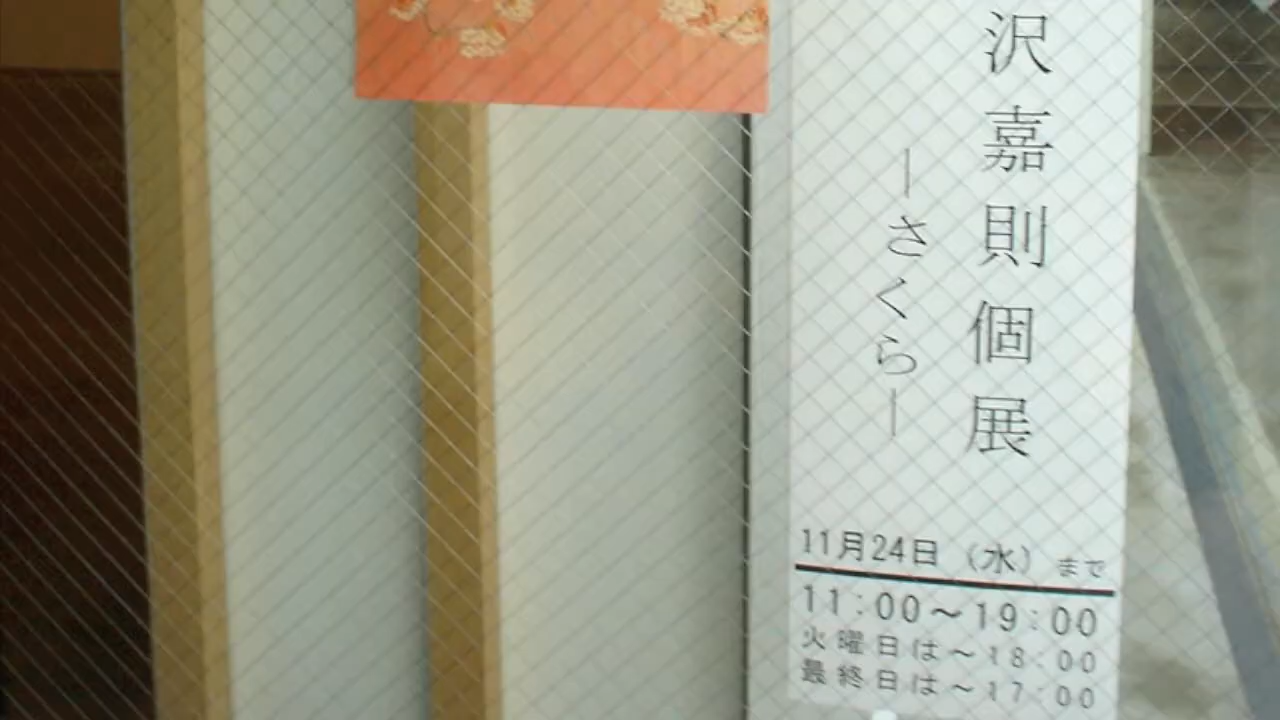 沢嘉則個展
―さくら―
11月24日（水）まで
11：00～19：00
火曜日は～18：00
最終日は～17：00